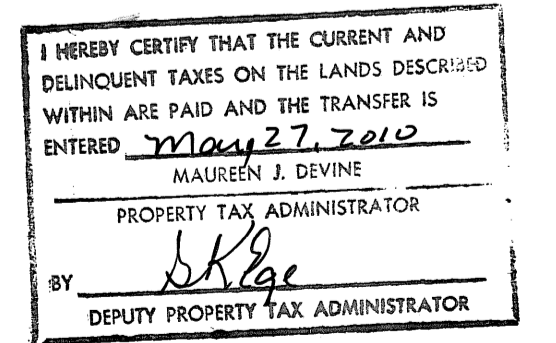 I HEREBY CERTIFY THAT THE CURRENT AND
DELINQUENT TAXES ON THE LANDS DESCRIBED
WITHIN ARE PAID AND THE TRANSFER IS
ENTERED May 27, 2010
MAUREEN J. DEVINE
PROPERTY TAX ADMINISTRATOR
BY
DEPUTY PROPERTY TAX ADMINISTRATOR